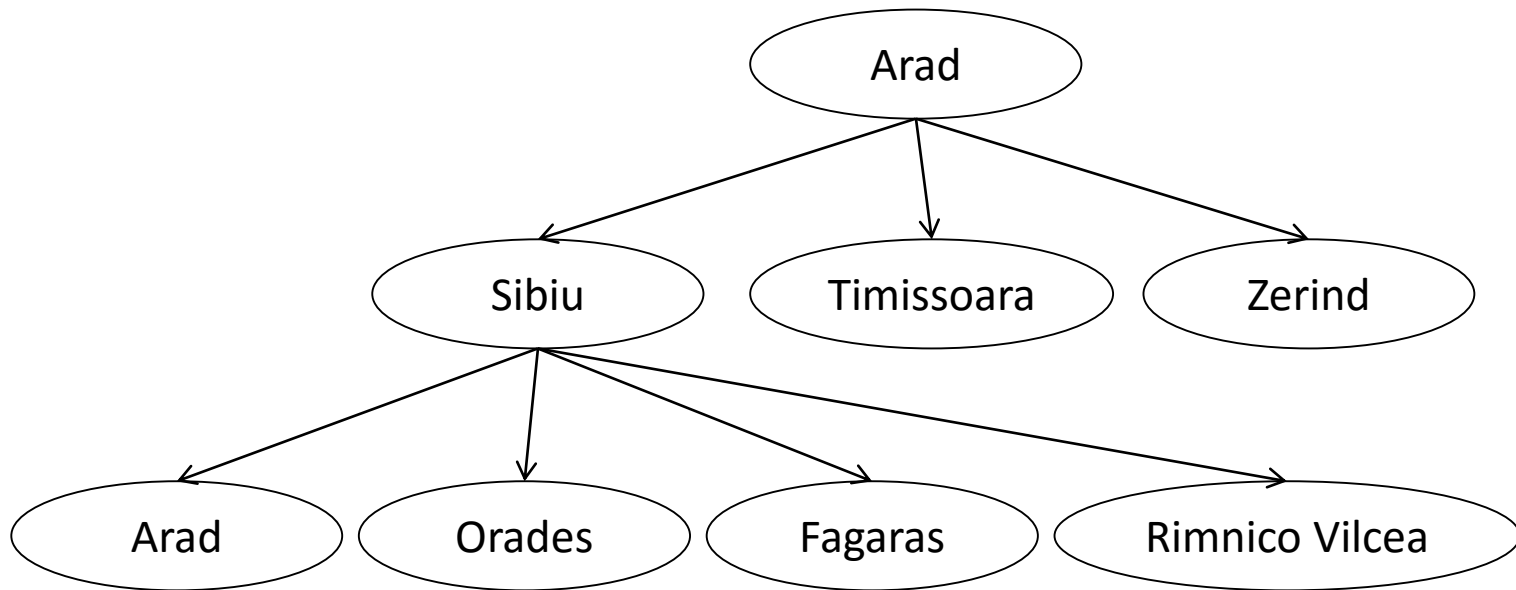 Arad
Sibiu
Timissoara
Zerind
Arad
Orades
Fagaras
Rimnico Vilcea